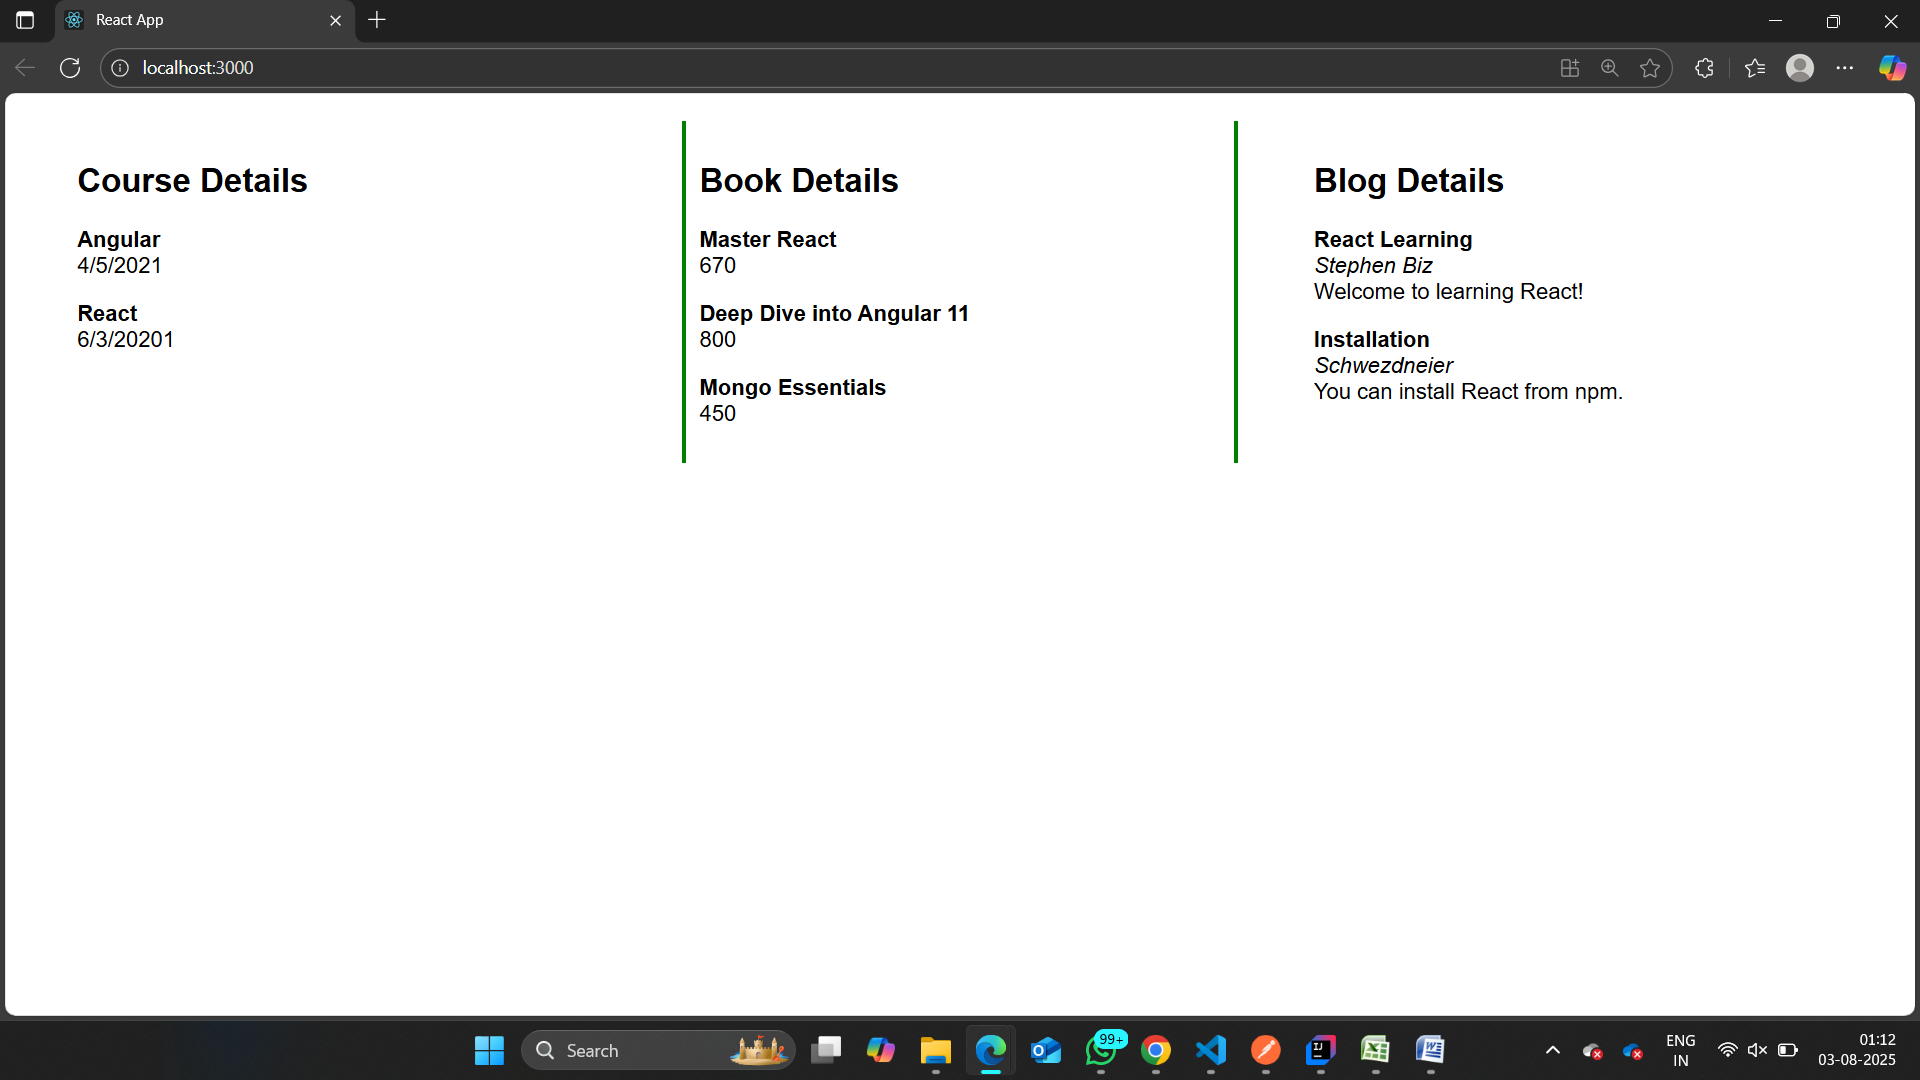 React App
localhost:3000
Course Details
Angular
4/5/2021
React
6/3/20201
Book Details
Master React
670
Deep Dive into Angular 11
800
Mongo Essentials
450
Blog Details
React Learning
Stephen Biz
Welcome to learning React!
Installation
Schwezdneier
You can install React from npm.
Search
99+
ENG
IN
01:12
03-08-2025